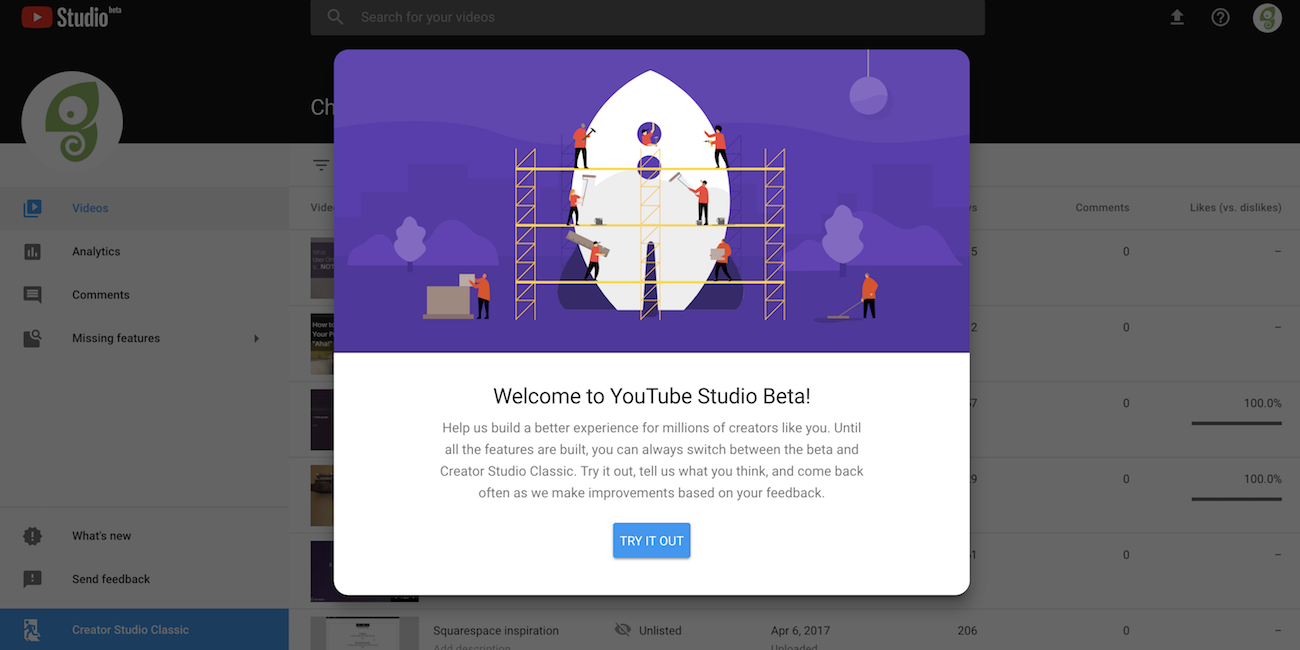 Studio beta
Search for your videos
Ch
Videos
Analytics
Comments
Missing features
What's new
Send feedback
Creator Studio Classic
Comments
Likes (vs. dislikes)
5
0
–
How to
Your P
"Aha!"
2
0
–
7
0
100.0%
9
0
100.0%
1
0
–
Squarespace inspiration
Unlisted
Apr 6, 2017
206
0
–
Add description
Uploaded
Welcome to YouTube Studio Beta!
Help us build a better experience for millions of creators like you. Until
all the features are built, you can always switch between the beta and
Creator Studio Classic. Try it out, tell us what you think, and come back
often as we make improvements based on your feedback.
TRY IT OUT